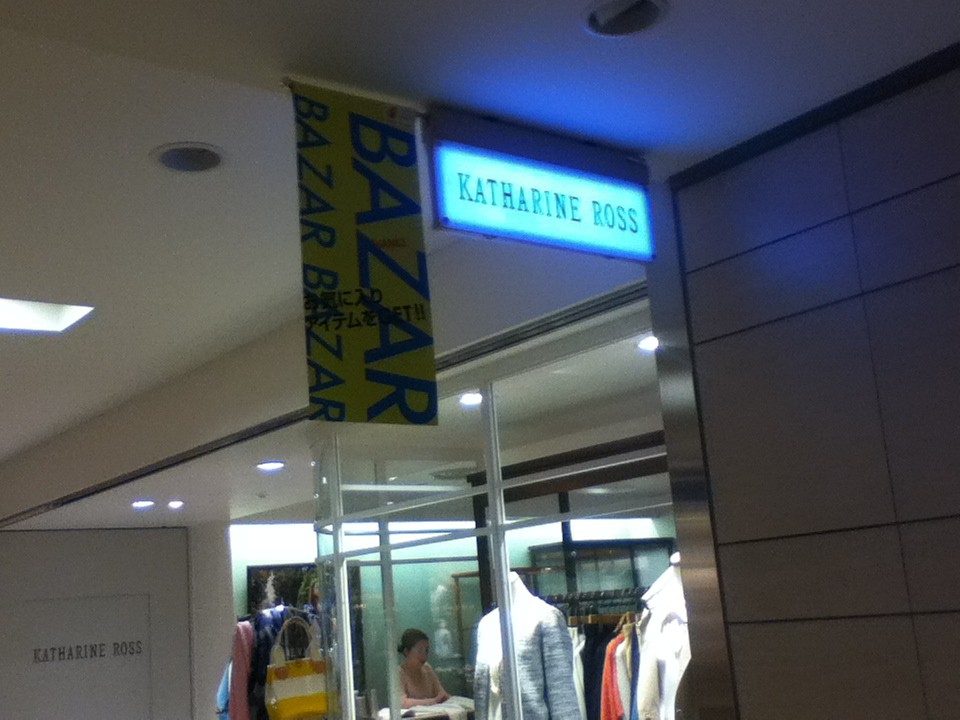 BAZAR
BAZAR BAZAR
お気に入り
アイテムをGET!!
KATHARINE ROSS
KATHARINE ROSS